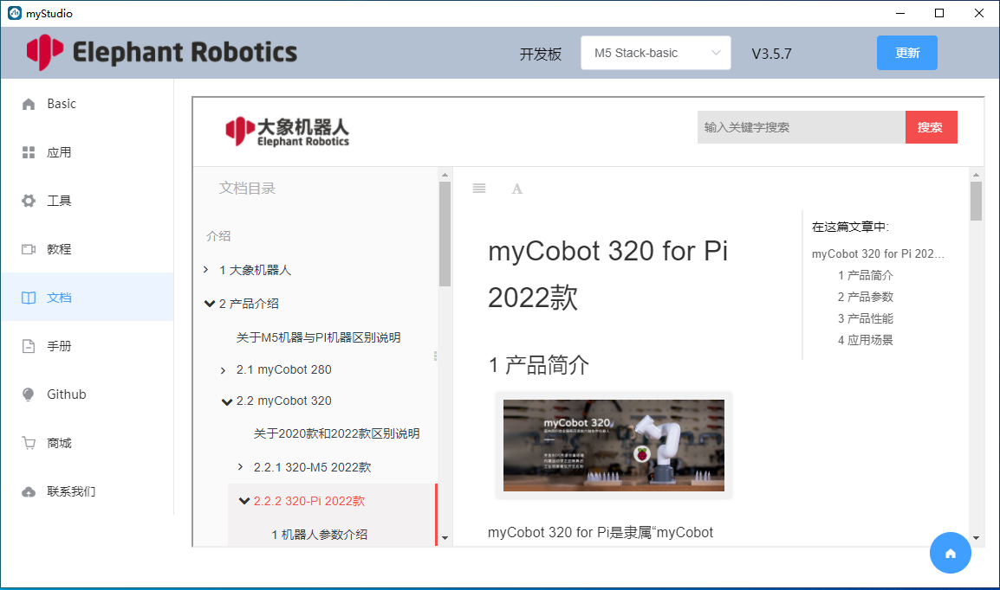 myStudio
Elephant Robotics
开发板
M5 Stack-basic
V3.5.7
更新
Basic
应用
工具
教程
文档
手册
Github
商城
联系我们
大象机器人
Elephant Robotics
输入关键字搜索
搜索
文档目录
介绍
1 大象机器人
2 产品介绍
关于M5机器与PI机器区别说明
2.1 myCobot 280
2.2 myCobot 320
关于2020款和2022款区别说明
2.2.1 320-M5 2022款
2.2.2 320-Pi 2022款
1 机器人参数介绍
A
myCobot 320 for Pi
2022款
1 产品简介
myCobot 320
myCobot 320 for Pi是隶属“myCobot
在这篇文章中:
myCobot 320 for Pi 202...
1 产品简介
2 产品参数
3 产品性能
4 应用场景